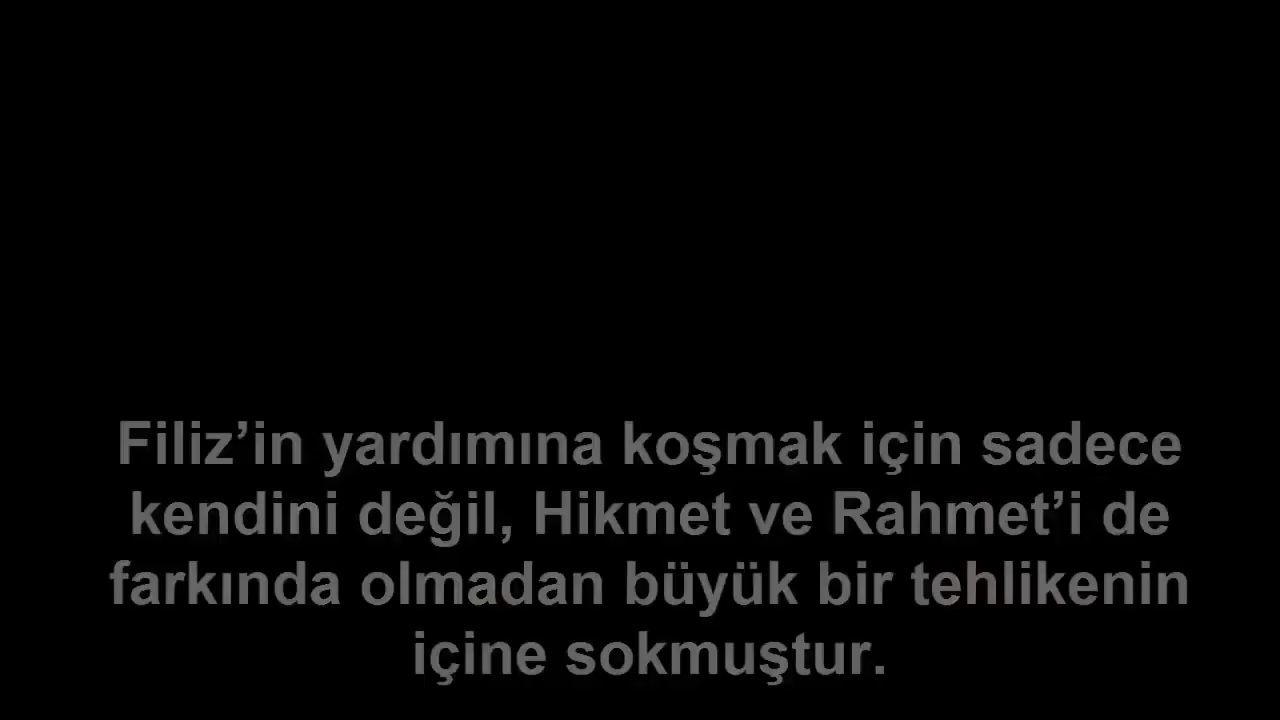 Filiz’in yardımına koşmak için sadece
kendini değil, Hikmet ve Rahmet’i de
farkında olmadan büyük bir tehlikenin
içine sokmuştur.